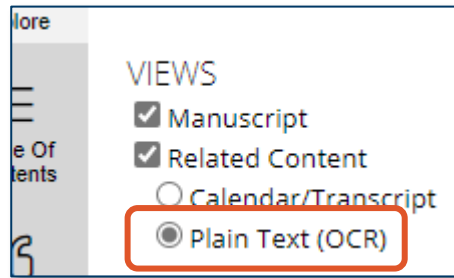 lore
VIEWS
Manuscript
Related Content
e Of
tents
Calendar/Transcript
Plain Text (OCR)